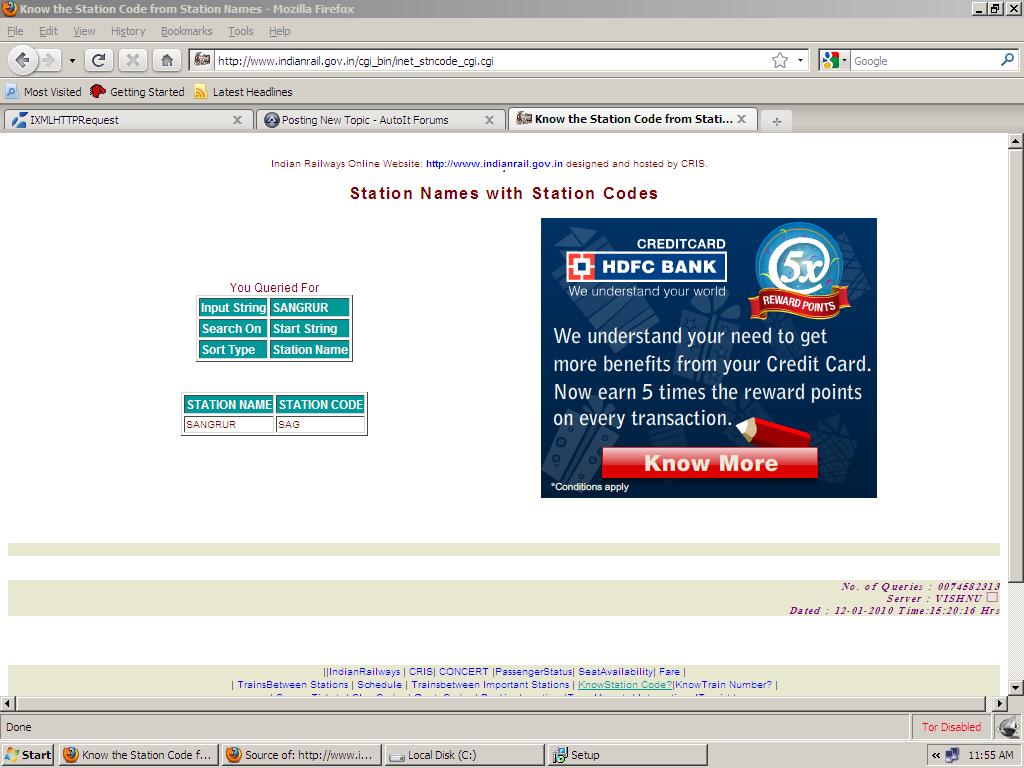 Know the Station Code from Station Names - Mozilla Firefox
File Edit View History Bookmarks Tools Help
http://www.indianrail.gov.in/cgi_bin/inet_stncode_cgi.cgi
Google
Most Visited Getting Started Latest Headlines
IXMLHTTPRequest
Posting New Topic - AutoIt Forums
Know the Station Code from Stati...
Indian Railways Online Website: http://www.indianrail.gov.in designed and hosted by CRIS.
Station Names with Station Codes
You Queried For
Input String SANGRUR
Search On Start String
Sort Type Station Name
STATION NAME STATION CODE
SANGRUR SAG
CREDITCARD
HDFC BANK
We understand your world
5x
REWARD POINTS
We understand your need to get
more benefits from your Credit Card.
Now earn 5 times the reward points
on every transaction.
Know More
*Conditions apply
No. of Queries : 0074582313
Server : VISHNU
Dated : 12-01-2010 Time:15:20:16 Hrs
||IndianRailways | CRIS| CONCERT |PassengerStatus| SeatAvailability| Fare |
| TrainsBetween Stations | Schedule | Trainsbetween Important Stations | KnowStation Code?|KnowTrain Number? |
Done
Tor Disabled
Start
Know the Station Code f...
Source of: http://www.i...
Local Disk (C:)
Setup
11:55 AM